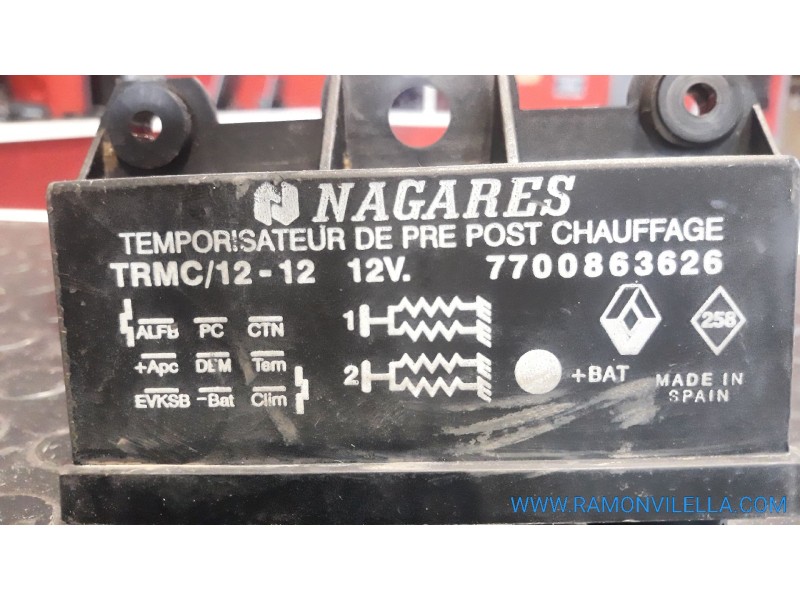 NAGARES
TEMPORISATEUR DE PRE POST CHAUFFAGE
TRMC/12-12 12V. 7700863626
ALFB PC CTN
+Apc DEM Tem
EVKSB -Bat Clim
1
2
+BAT
258
MADE IN
SPAIN
WWW.RAMONVILELLA.COM